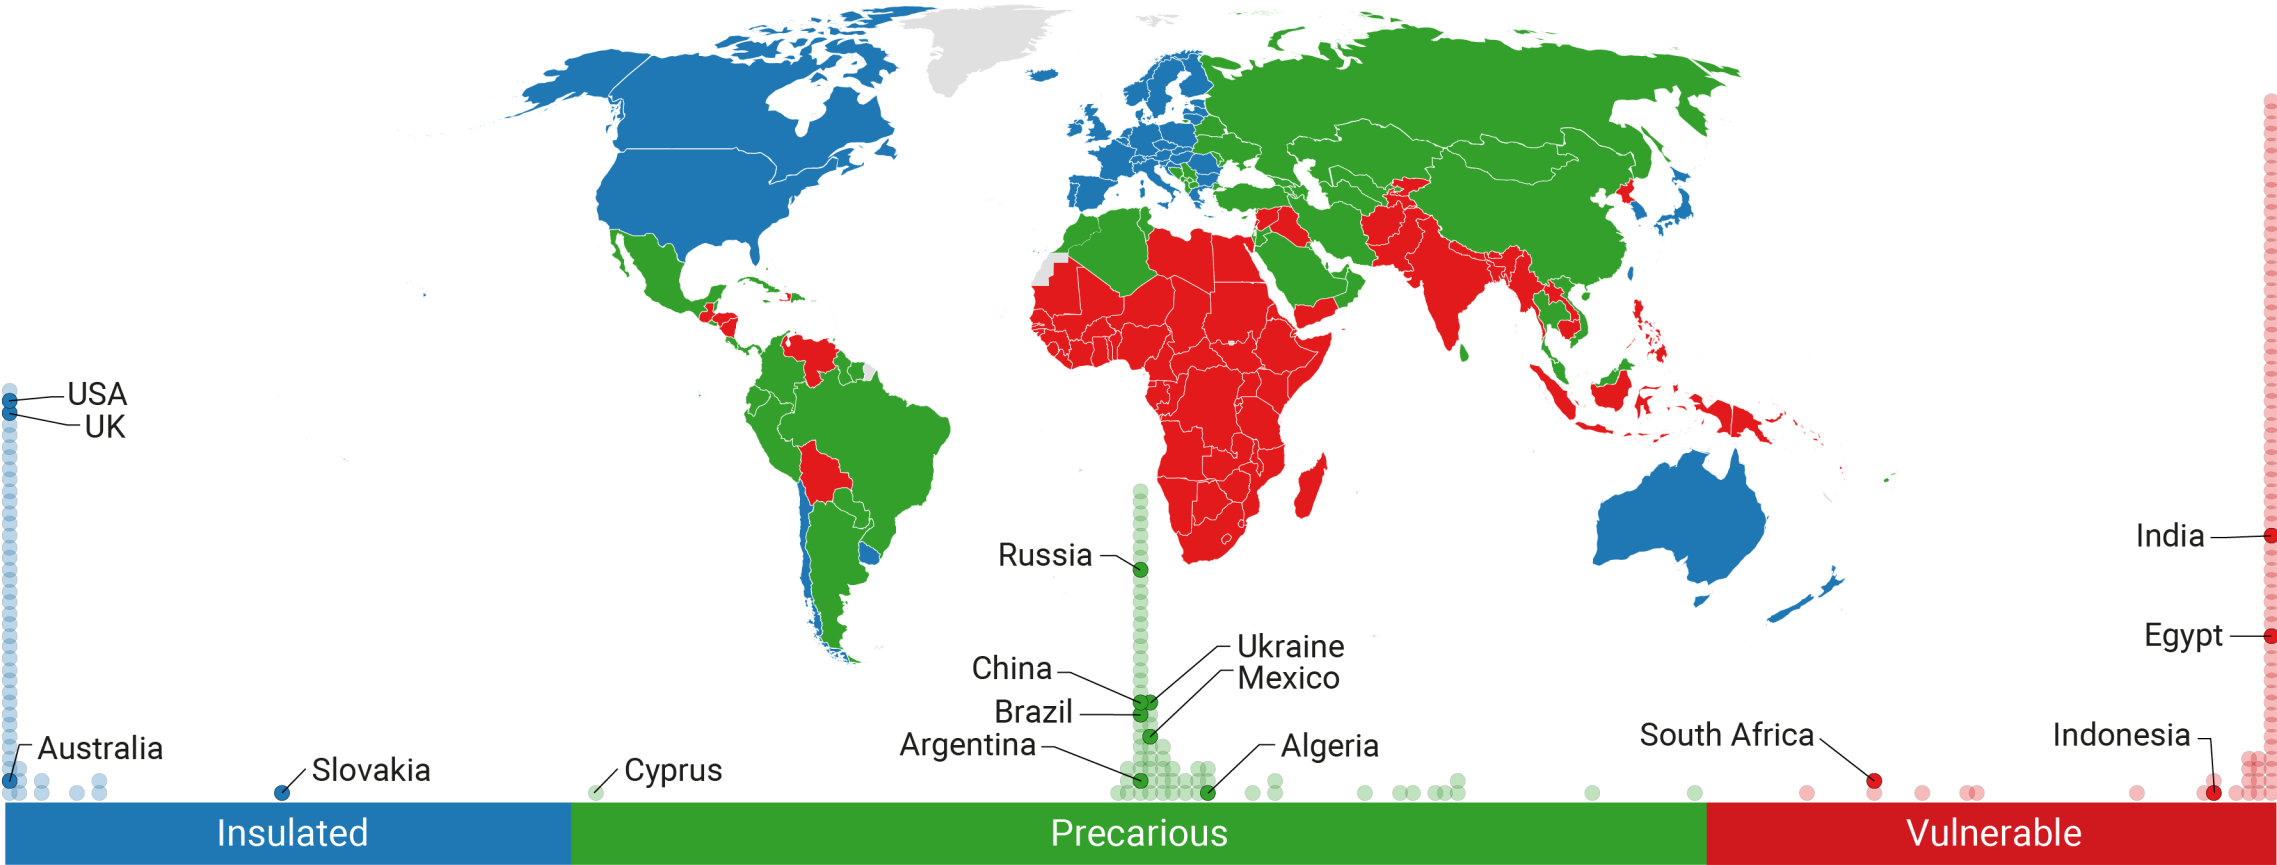 USA
UK
Australia
Slovakia
Cyprus
Russia
China
Ukraine
Mexico
Brazil
Argentina
Algeria
South Africa
Indonesia
India
Egypt
Insulated
Precarious
Vulnerable